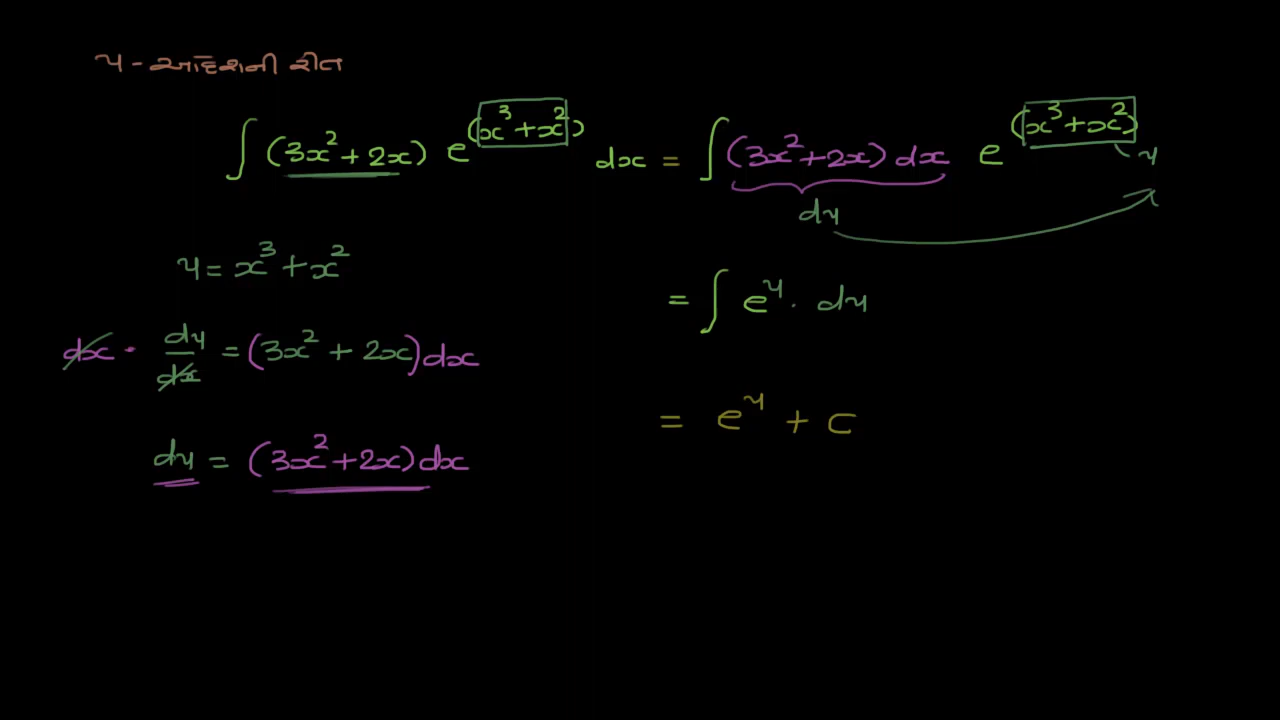 u - આદેશની રીત
∫ (3x² + 2x) e^(x³ + x²) dx = ∫ (3x² + 2x) dx e^(x³ + x²)
u
du
u = x³ + x²
= ∫ e^u · du
dx · du/dx = (3x² + 2x) dx
= e^u + c
du = (3x² + 2x) dx